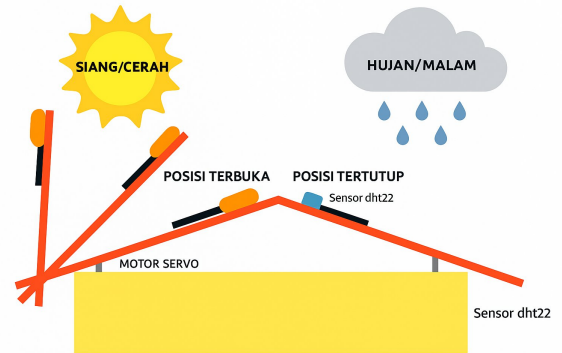 SIANG/CERAH
HUJAN/MALAM
POSISI TERBUKA
POSISI TERTUTUP
Sensor dht22
MOTOR SERVO
Sensor dht22